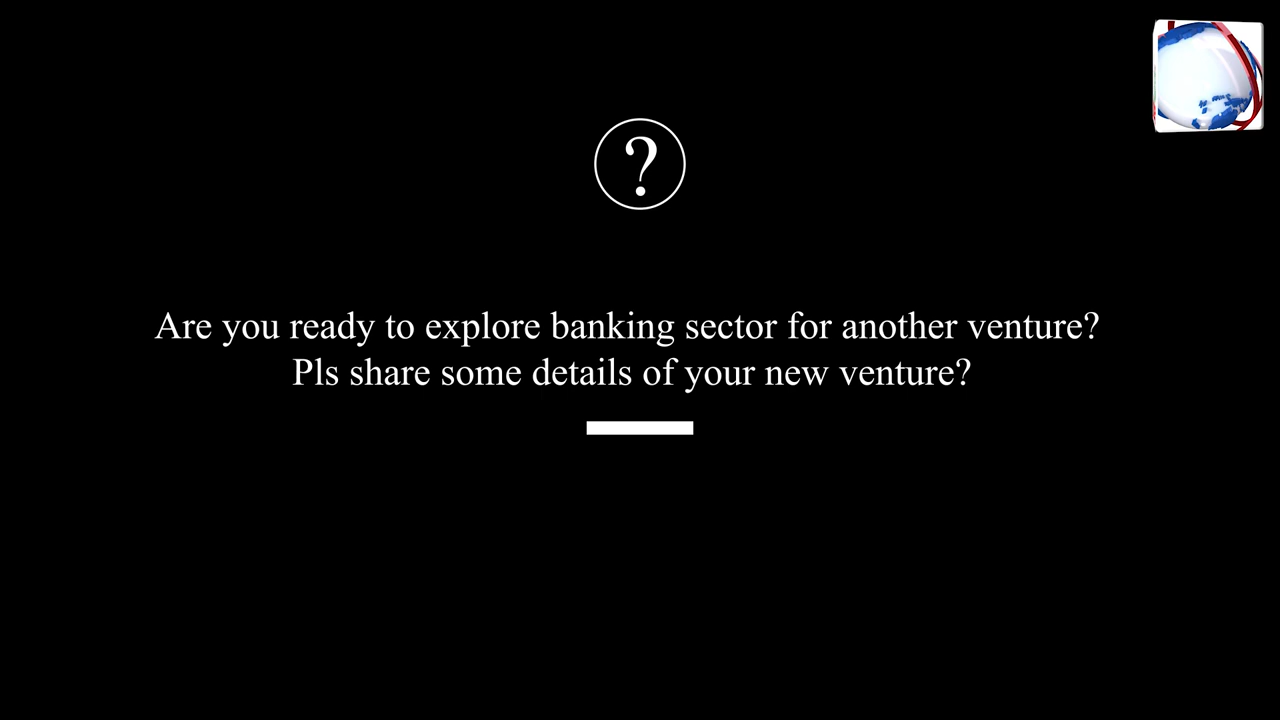 ?
Are you ready to explore banking sector for another venture?
Pls share some details of your new venture?